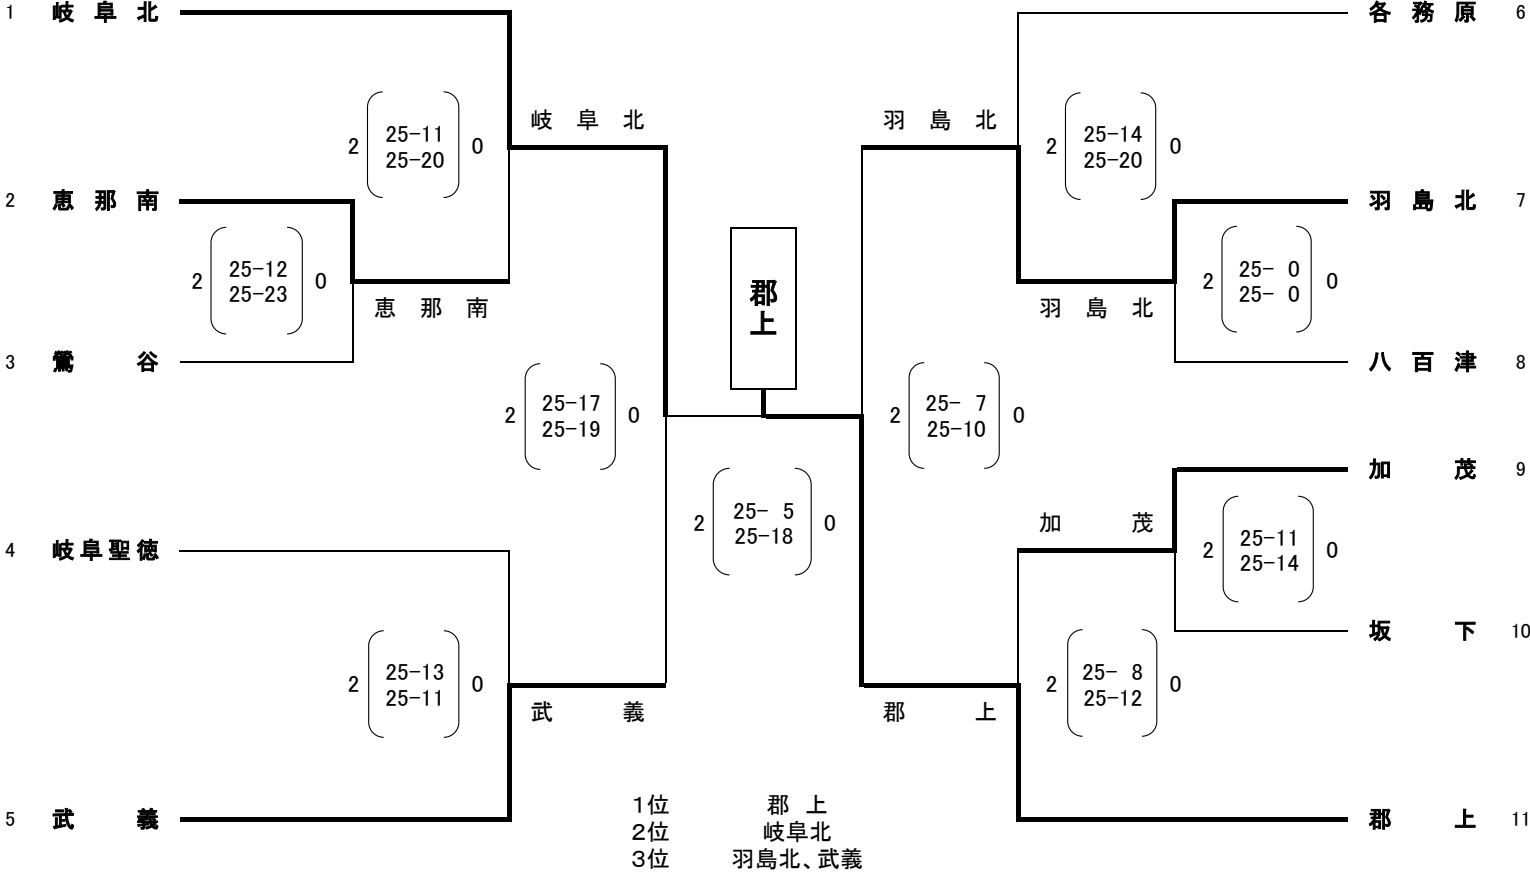 1 岐阜北
各務原 6
岐阜北
羽島北
2 25-11 0
25-20
2 25-14 0
25-20
2 恵那南
羽島北 7
2 25-12 0
25-23
2 25- 0 0
25- 0
郡上
恵那南
羽島北
3 鶯谷
八百津 8
2 25-17 0
25-19
2 25- 7 0
25-10
加茂 9
2 25- 5 0
25-18
加茂
2 25-11 0
25-14
4 岐阜聖徳
坂下 10
2 25-13 0
25-11
2 25- 8 0
25-12
武義
郡上
5 武義
郡上 11
1位 郡 上
2位 岐阜北
3位 羽島北、武義